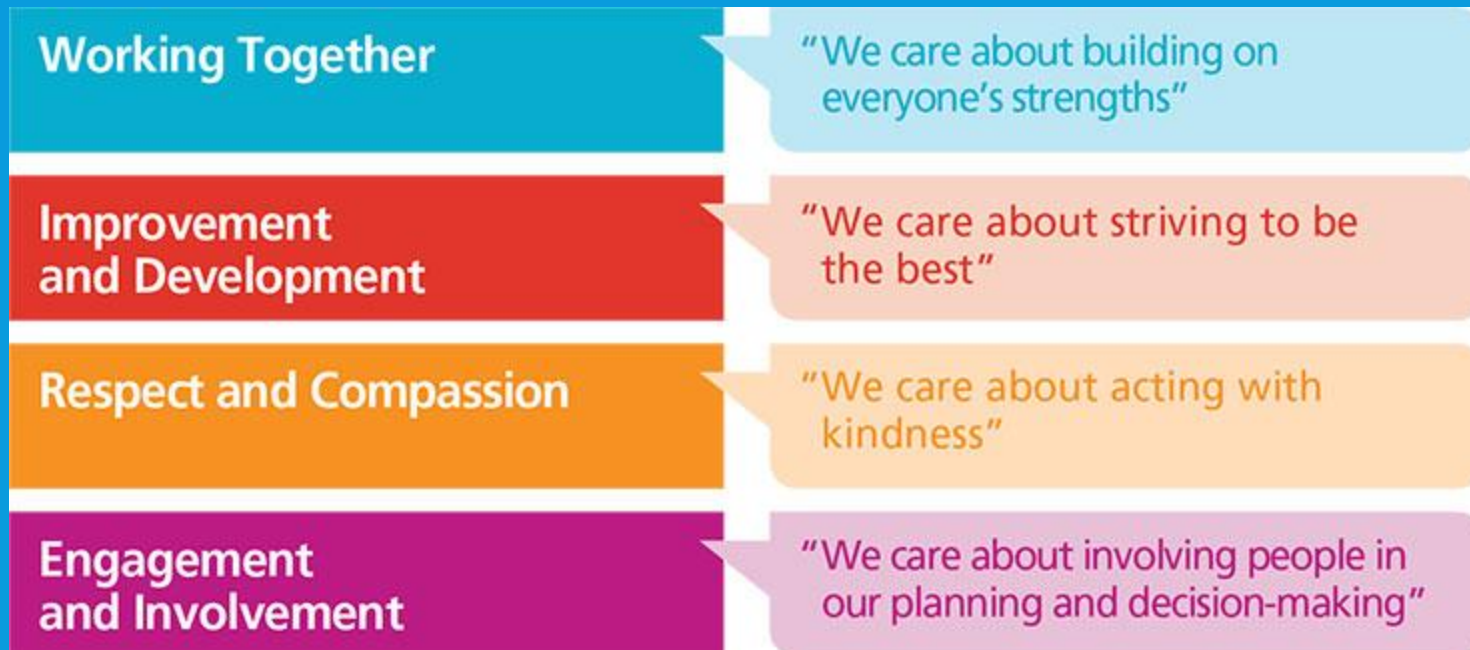 Working Together
"We care about building on
everyone's strengths"
Improvement
and Development
"We care about striving to be
the best"
Respect and Compassion
"We care about acting with
kindness"
Engagement
and Involvement
"We care about involving people in
our planning and decision-making"